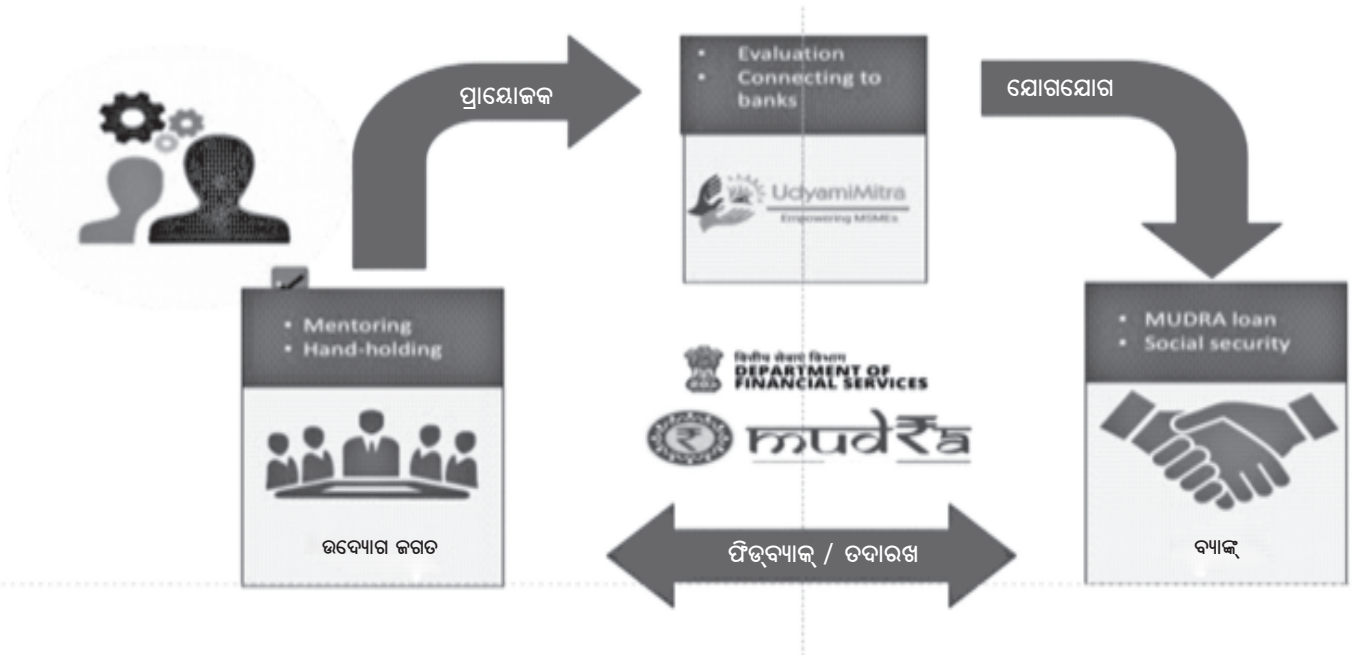 ପ୍ରାୟୋଜକ
• Evaluation
• Connecting to
banks
UdyamiMitra
Empowering MSMEs
ଯୋଗଯୋଗ
• Mentoring
• Hand-holding
ଉଦ୍ୟୋଗ ଜଗତ
वित्तीय सेवाएं विभाग
DEPARTMENT OF
FINANCIAL SERVICES
mudra
ଫିଡ୍‌ବ୍ୟାକ୍ / ତଦାରଖ
• MUDRA loan
• Social security
ବ୍ୟାଙ୍କ୍